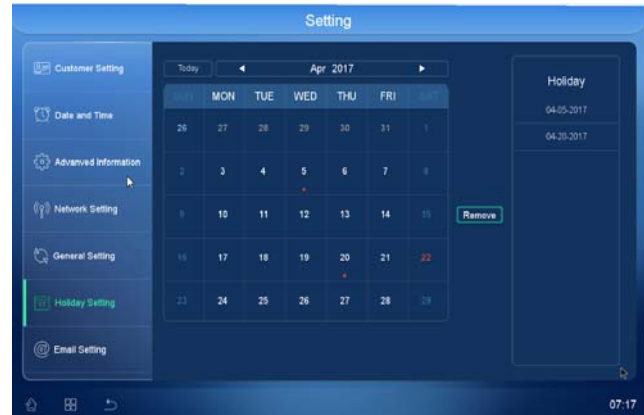 Setting
Customer Setting
Date and Time
Advanved Information
Network Setting
General Setting
Holiday Setting
Email Setting
Today
Apr 2017
SUN MON TUE WED THU FRI SAT
26 27 28 29 30 31 1
2 3 4 5 6 7 8
9 10 11 12 13 14 15
16 17 18 19 20 21 22
23 24 25 26 27 28 29
Remove
Holiday
04-05-2017
04-20-2017
07:17